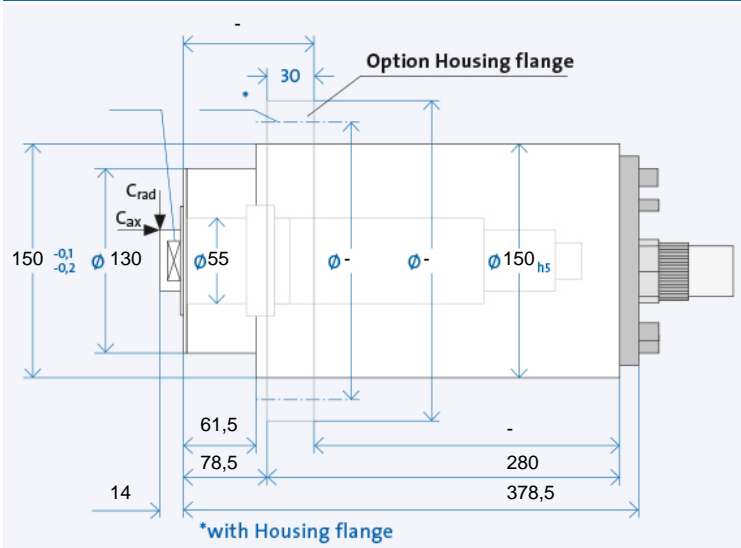 -
Option Housing flange
30
*
Crad
Cax
150 -0,1 -0,2
Ø 130
Ø55
Ø-
Ø-
Ø150 h5
61,5
-
78,5
280
14
378,5
*with Housing flange